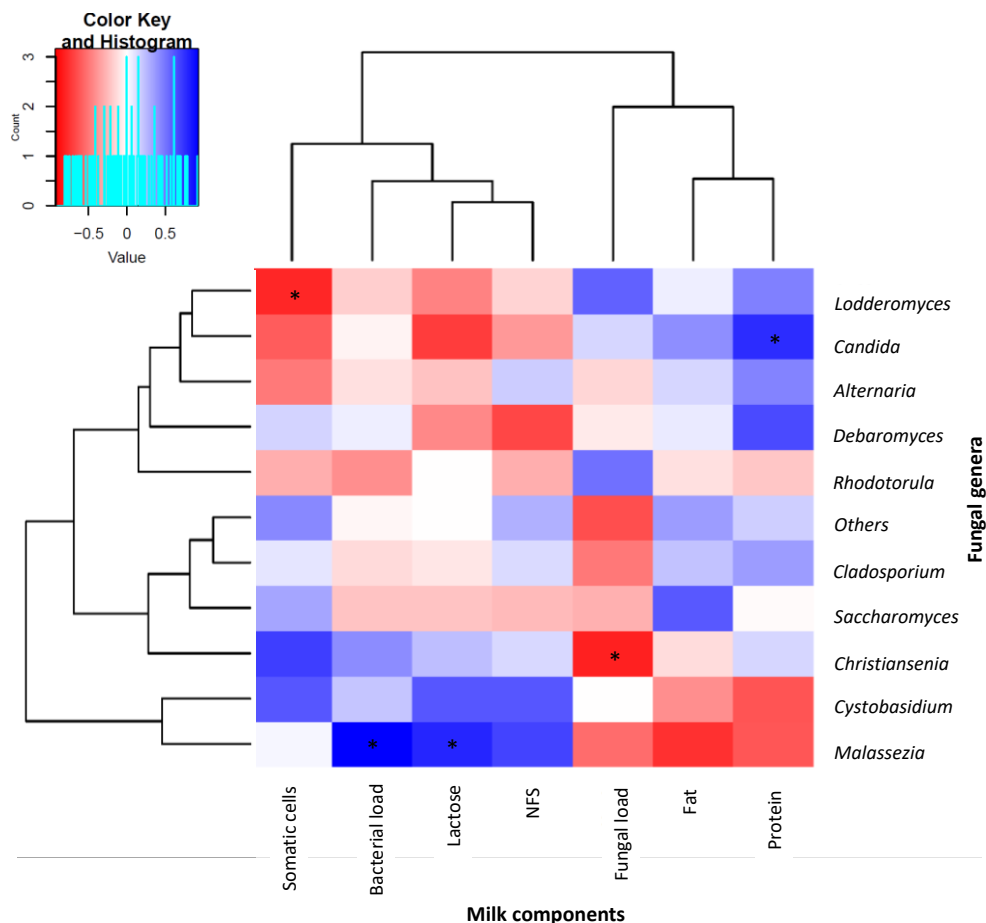 Color Key
and Histogram
Count
3
2
1
0
−0.5 0 0.5
Value
*
Lodderomyces
*
Candida
Alternaria
Debaromyces
Rhodotorula
Others
Cladosporium
Saccharomyces
*
Christiansenia
Cystobasidium
* *
Malassezia
Fungal genera
Somatic cells
Bacterial load
Lactose
NFS
Fungal load
Fat
Protein
Milk components